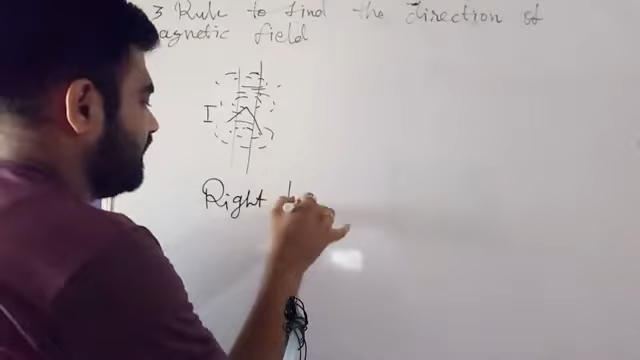 3 Rule to find the direction of
agnetic field
I
Right